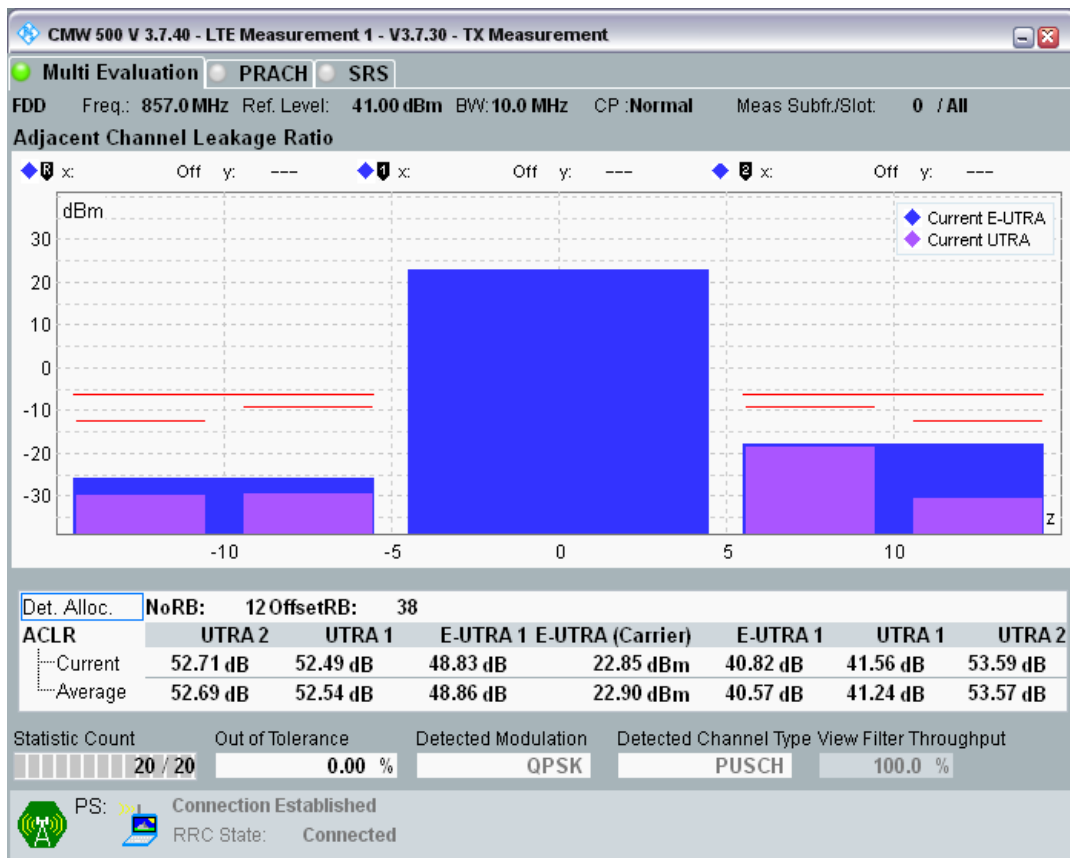 CMW 500 V 3.7.40 - LTE Measurement 1 - V3.7.30 - TX Measurement
Multi Evaluation PRACH SRS
FDD Freq.: 857.0 MHz Ref. Level: 41.00 dBm BW: 10.0 MHz CP :Normal Meas Subfr./Slot: 0 / All
Adjacent Channel Leakage Ratio
R x: Off y: --- 1 x: Off y: --- 2 x: Off y: ---
dBm
Current E-UTRA
Current UTRA
30
20
10
0
-10
-20
-30
z
-10 -5 0 5 10
Det. Alloc. NoRB: 12 OffsetRB: 38
ACLR UTRA 2 UTRA 1 E-UTRA 1 E-UTRA (Carrier) E-UTRA 1 UTRA 1 UTRA 2
Current 52.71 dB 52.49 dB 48.83 dB 22.85 dBm 40.82 dB 41.56 dB 53.59 dB
Average 52.69 dB 52.54 dB 48.86 dB 22.90 dBm 40.57 dB 41.24 dB 53.57 dB
Statistic Count Out of Tolerance Detected Modulation Detected Channel Type View Filter Throughput
20 / 20 0.00 % QPSK PUSCH 100.0 %
PS: Connection Established
RRC State: Connected